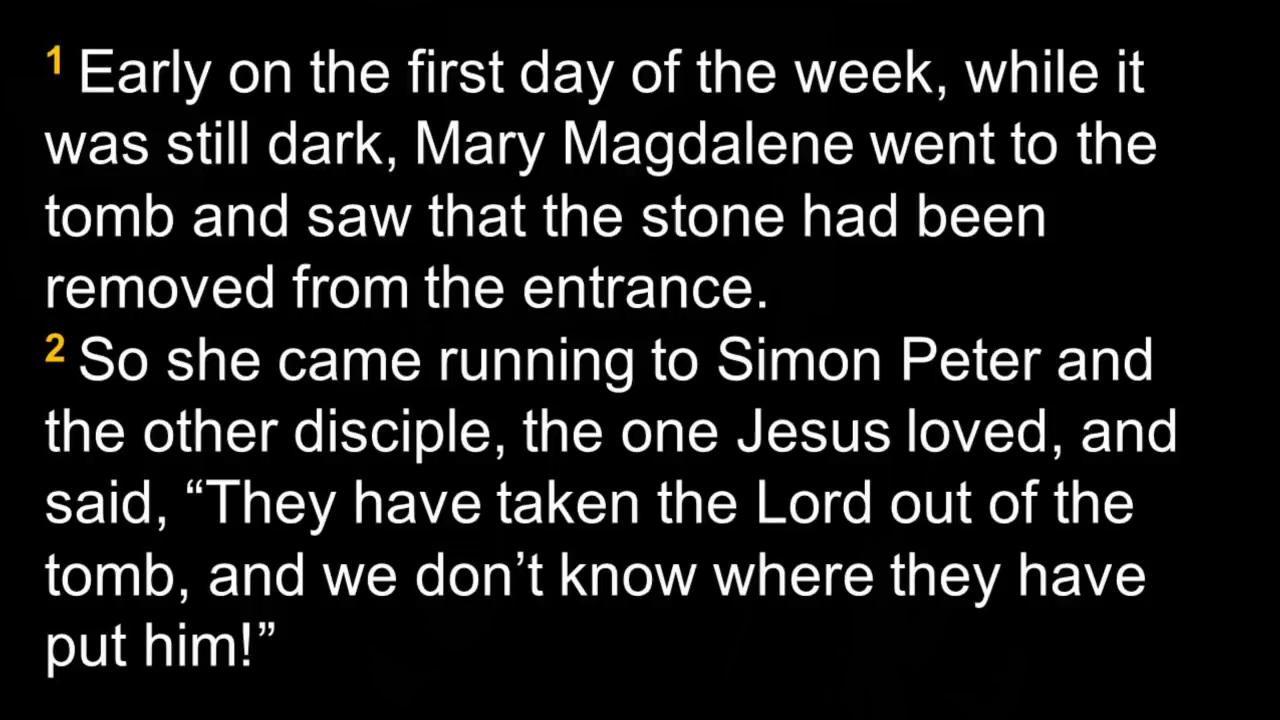 1 Early on the first day of the week, while it
was still dark, Mary Magdalene went to the
tomb and saw that the stone had been
removed from the entrance.
2 So she came running to Simon Peter and
the other disciple, the one Jesus loved, and
said, “They have taken the Lord out of the
tomb, and we don’t know where they have
put him!”